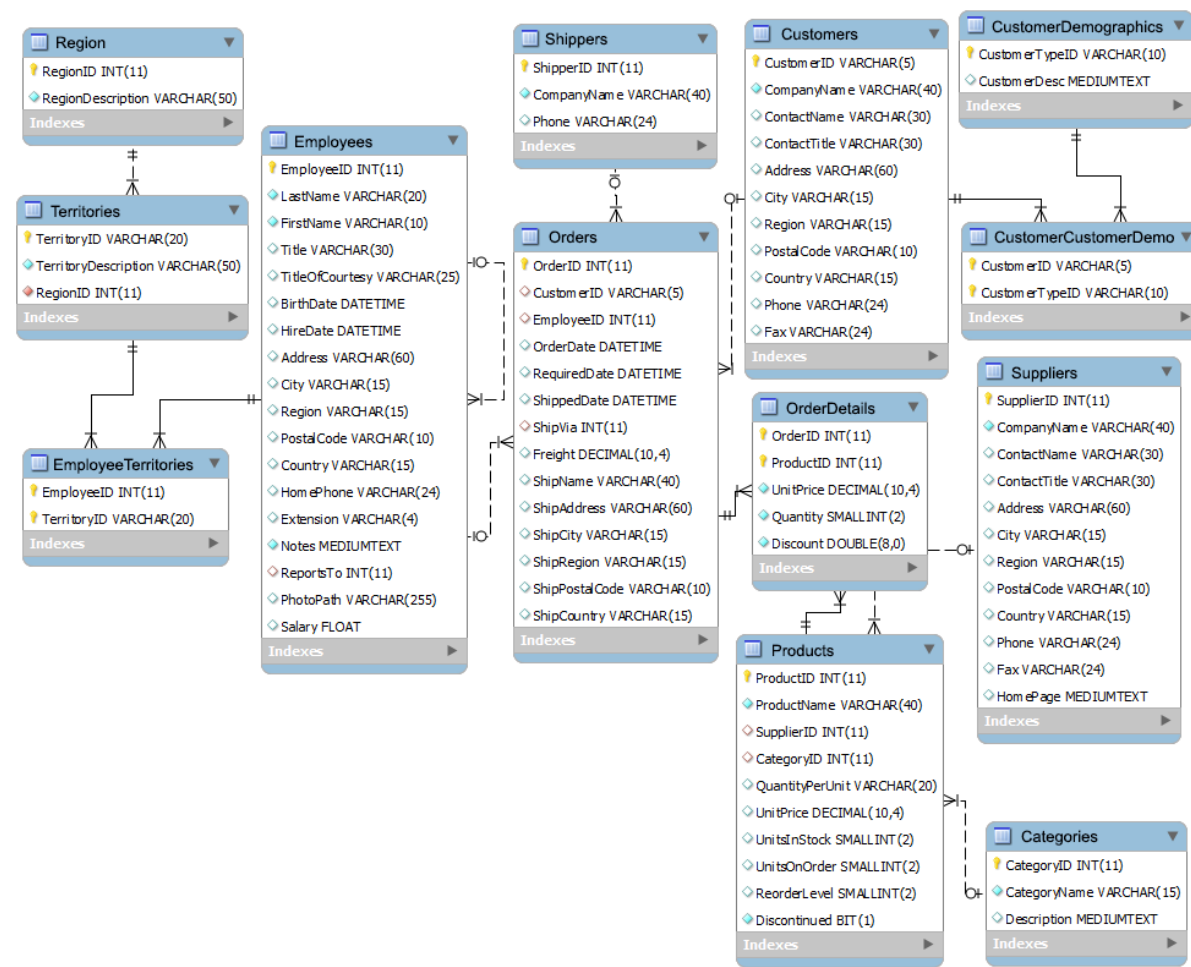 Region
RegionID INT(11)
RegionDescription VARCHAR(50)
Indexes
Territories
TerritoryID VARCHAR(20)
TerritoryDescription VARCHAR(50)
RegionID INT(11)
Indexes
EmployeeTerritories
EmployeeID INT(11)
TerritoryID VARCHAR(20)
Indexes
Employees
EmployeeID INT(11)
LastName VARCHAR(20)
FirstName VARCHAR(10)
Title VARCHAR(30)
TitleOfCourtesy VARCHAR(25)
BirthDate DATETIME
HireDate DATETIME
Address VARCHAR(60)
City VARCHAR(15)
Region VARCHAR(15)
PostalCode VARCHAR(10)
Country VARCHAR(15)
HomePhone VARCHAR(24)
Extension VARCHAR(4)
Notes MEDIUMTEXT
ReportsTo INT(11)
PhotoPath VARCHAR(255)
Salary FLOAT
Indexes
Shippers
ShipperID INT(11)
CompanyName VARCHAR(40)
Phone VARCHAR(24)
Indexes
Orders
OrderID INT(11)
CustomerID VARCHAR(5)
EmployeeID INT(11)
OrderDate DATETIME
RequiredDate DATETIME
ShippedDate DATETIME
ShipVia INT(11)
Freight DECIMAL(10,4)
ShipName VARCHAR(40)
ShipAddress VARCHAR(60)
ShipCity VARCHAR(15)
ShipRegion VARCHAR(15)
ShipPostalCode VARCHAR(10)
ShipCountry VARCHAR(15)
Indexes
Customers
CustomerID VARCHAR(5)
CompanyName VARCHAR(40)
ContactName VARCHAR(30)
ContactTitle VARCHAR(30)
Address VARCHAR(60)
City VARCHAR(15)
Region VARCHAR(15)
PostalCode VARCHAR(10)
Country VARCHAR(15)
Phone VARCHAR(24)
Fax VARCHAR(24)
Indexes
CustomerDemographics
CustomerTypeID VARCHAR(10)
CustomerDesc MEDIUMTEXT
Indexes
CustomerCustomerDemo
CustomerID VARCHAR(5)
CustomerTypeID VARCHAR(10)
Indexes
OrderDetails
OrderID INT(11)
ProductID INT(11)
UnitPrice DECIMAL(10,4)
Quantity SMALLINT(2)
Discount DOUBLE(8,0)
Indexes
Suppliers
SupplierID INT(11)
CompanyName VARCHAR(40)
ContactName VARCHAR(30)
ContactTitle VARCHAR(30)
Address VARCHAR(60)
City VARCHAR(15)
Region VARCHAR(15)
PostalCode VARCHAR(10)
Country VARCHAR(15)
Phone VARCHAR(24)
Fax VARCHAR(24)
HomePage MEDIUMTEXT
Indexes
Products
ProductID INT(11)
ProductName VARCHAR(40)
SupplierID INT(11)
CategoryID INT(11)
QuantityPerUnit VARCHAR(20)
UnitPrice DECIMAL(10,4)
UnitsInStock SMALLINT(2)
UnitsOnOrder SMALLINT(2)
ReorderLevel SMALLINT(2)
Discontinued BIT(1)
Indexes
Categories
CategoryID INT(11)
CategoryName VARCHAR(15)
Description MEDIUMTEXT
Indexes